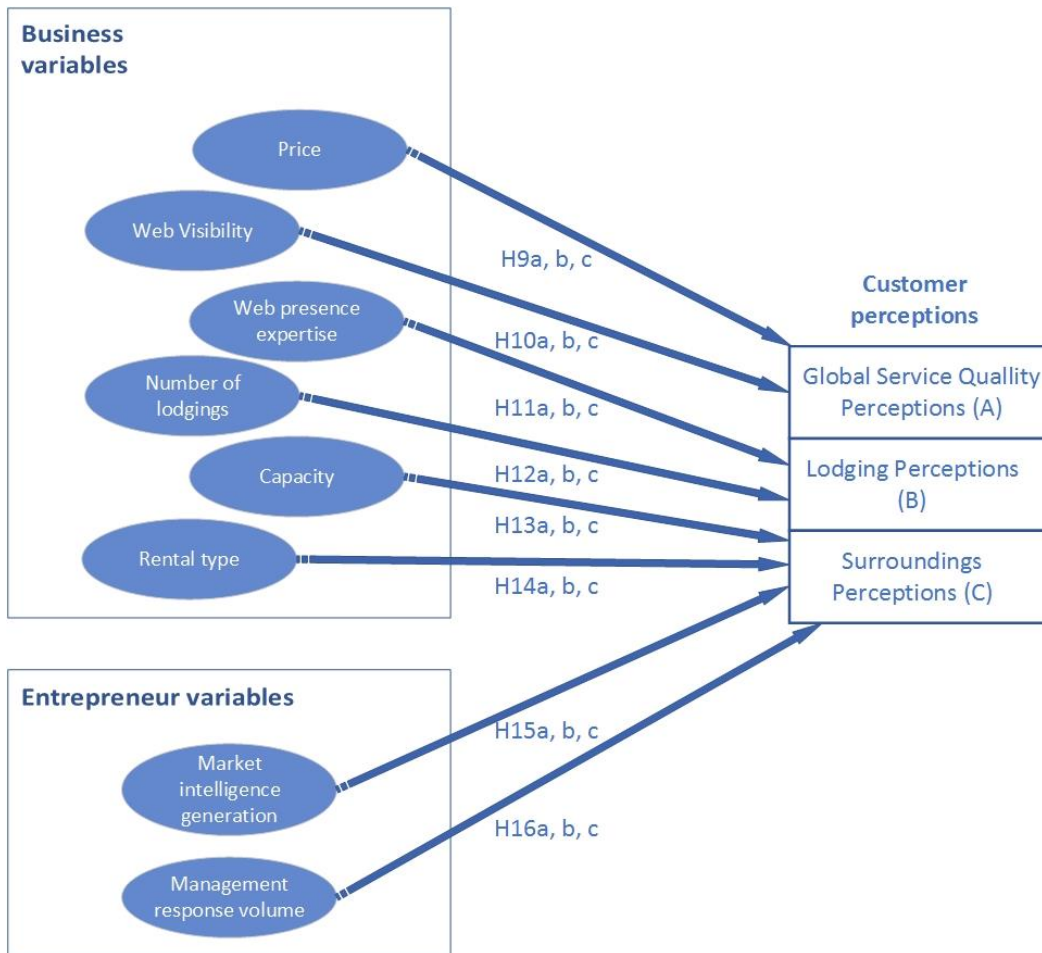 Business
variables
Price
Web Visibility
Web presence
expertise
Number of
lodgings
Capacity
Rental type
H9a, b, c
H10a, b, c
H11a, b, c
H12a, b, c
H13a, b, c
H14a, b, c
Customer
perceptions
Global Service Quallity
Perceptions (A)
Lodging Perceptions
(B)
Surroundings
Perceptions (C)
Entrepreneur variables
Market
intelligence
generation
Management
response volume
H15a, b, c
H16a, b, c